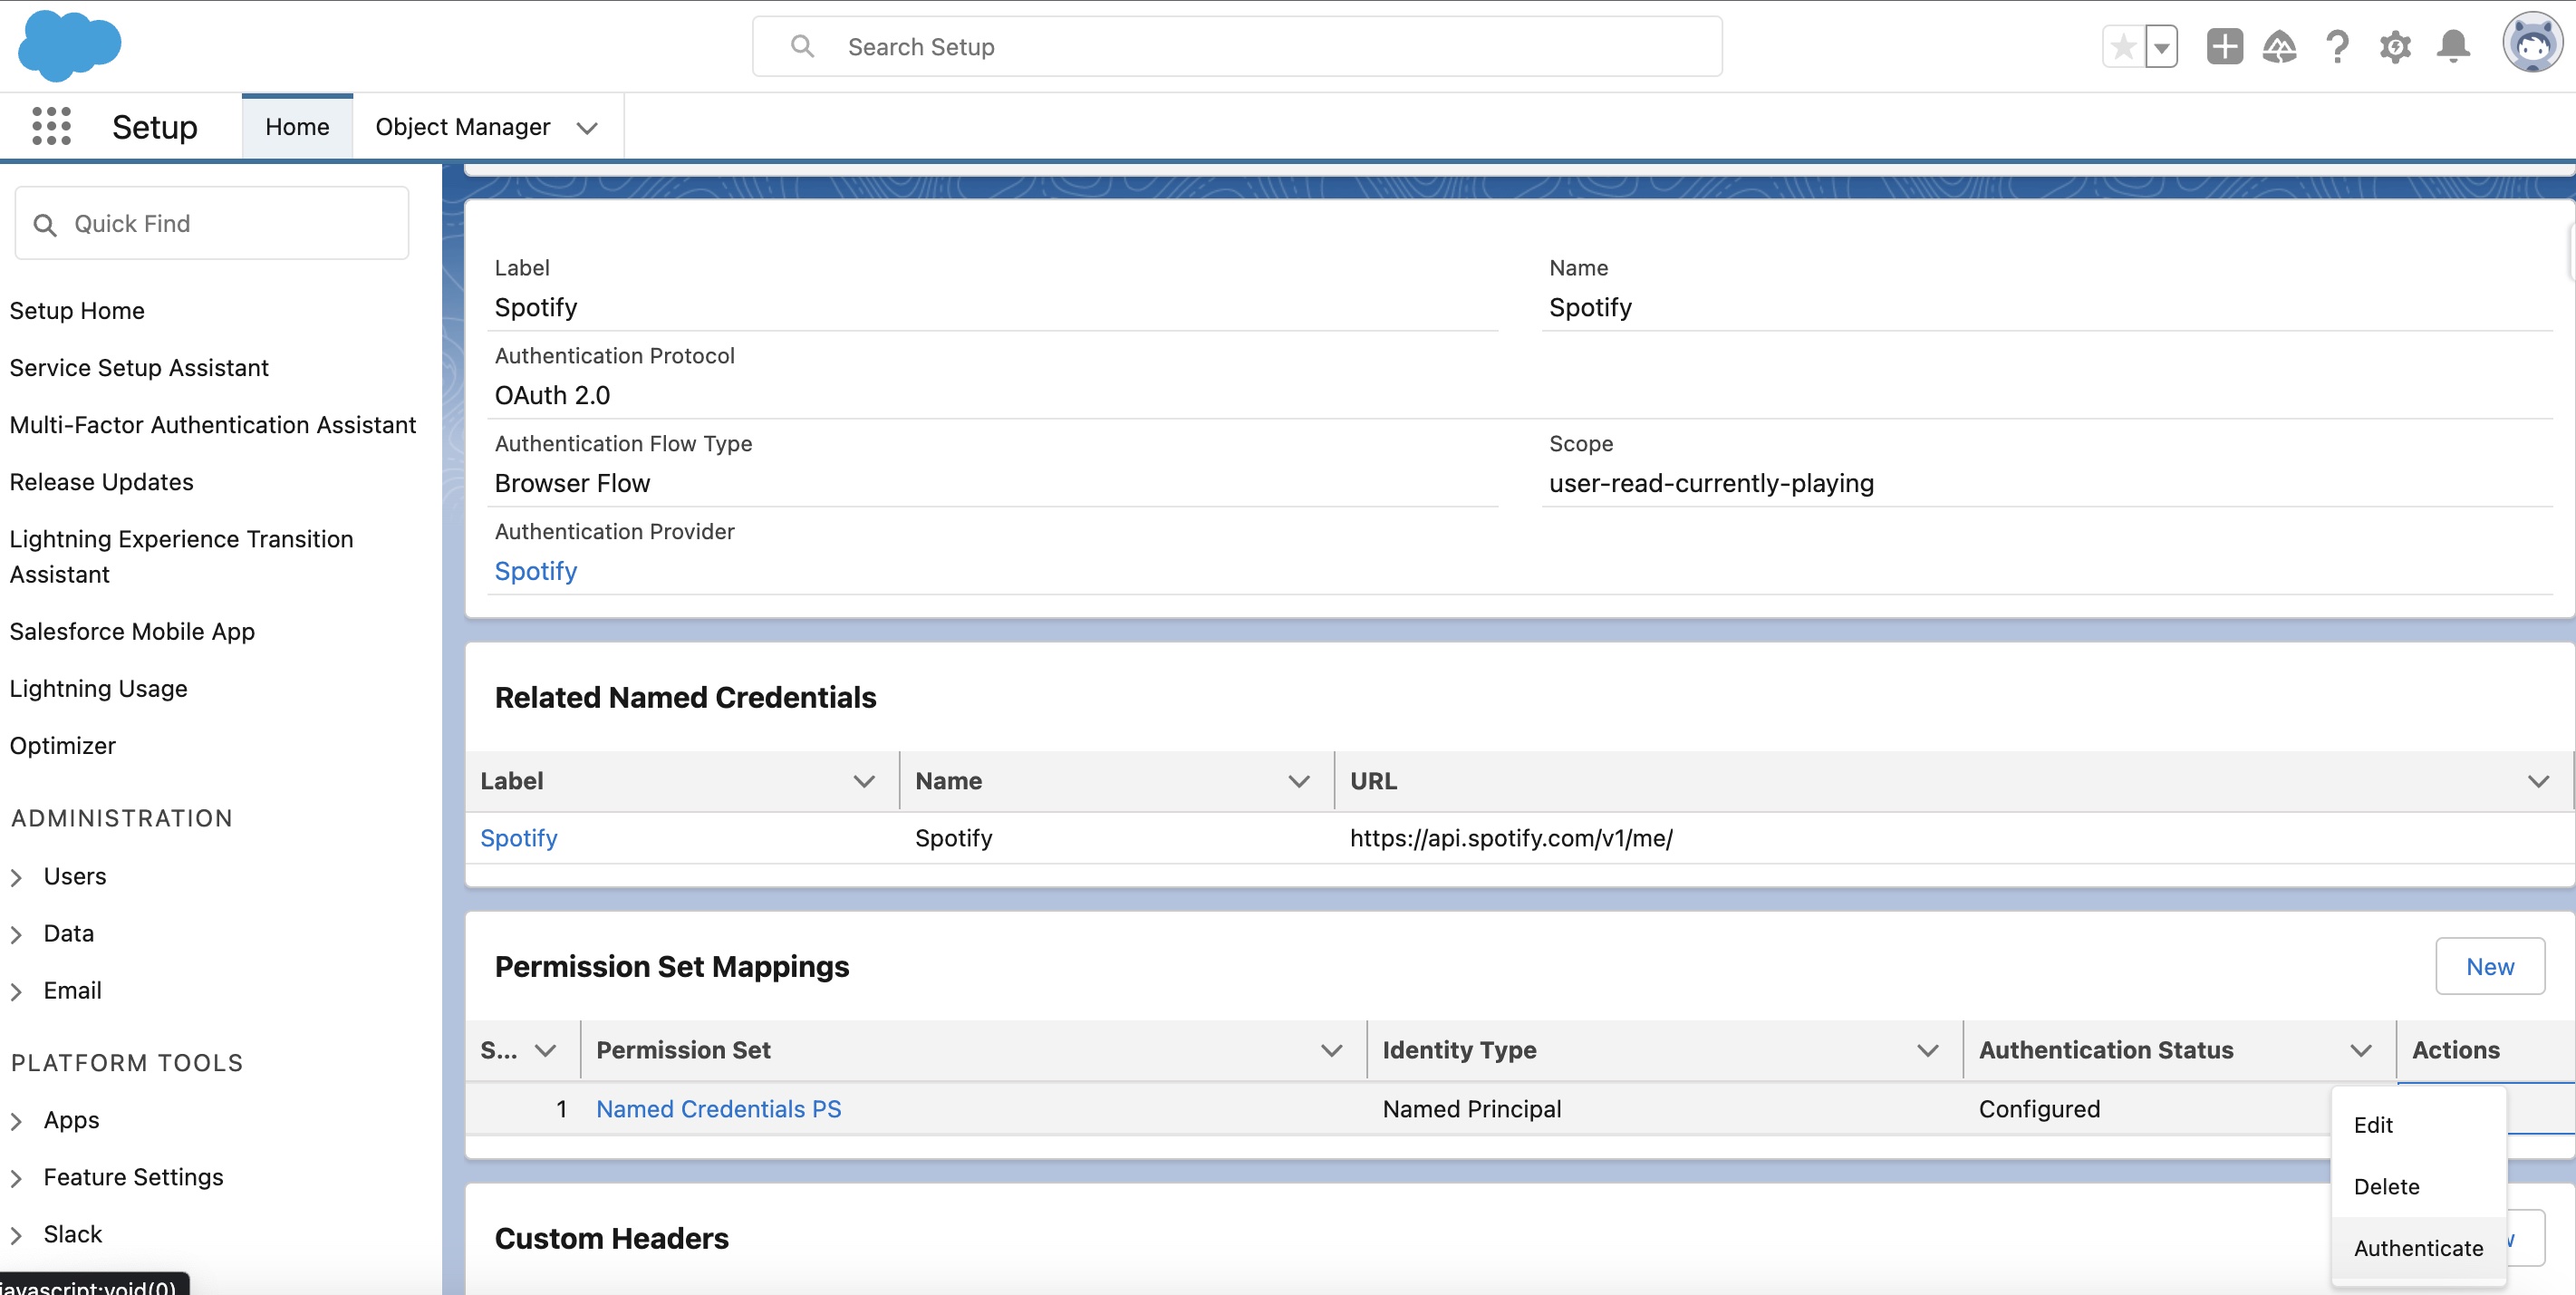 Search Setup
Setup
Home
Object Manager
Quick Find
Setup Home
Service Setup Assistant
Multi-Factor Authentication Assistant
Release Updates
Lightning Experience Transition
Assistant
Salesforce Mobile App
Lightning Usage
Optimizer
ADMINISTRATION
Users
Data
Email
PLATFORM TOOLS
Apps
Feature Settings
Slack
javascript:void(0)
Label
Spotify
Name
Spotify
Authentication Protocol
OAuth 2.0
Authentication Flow Type
Browser Flow
Scope
user-read-currently-playing
Authentication Provider
Spotify
Related Named Credentials
Label Name URL
Spotify Spotify https://api.spotify.com/v1/me/
Permission Set Mappings
New
S... Permission Set Identity Type Authentication Status Actions
1 Named Credentials PS Named Principal Configured
Edit
Delete
Authenticate
Custom Headers